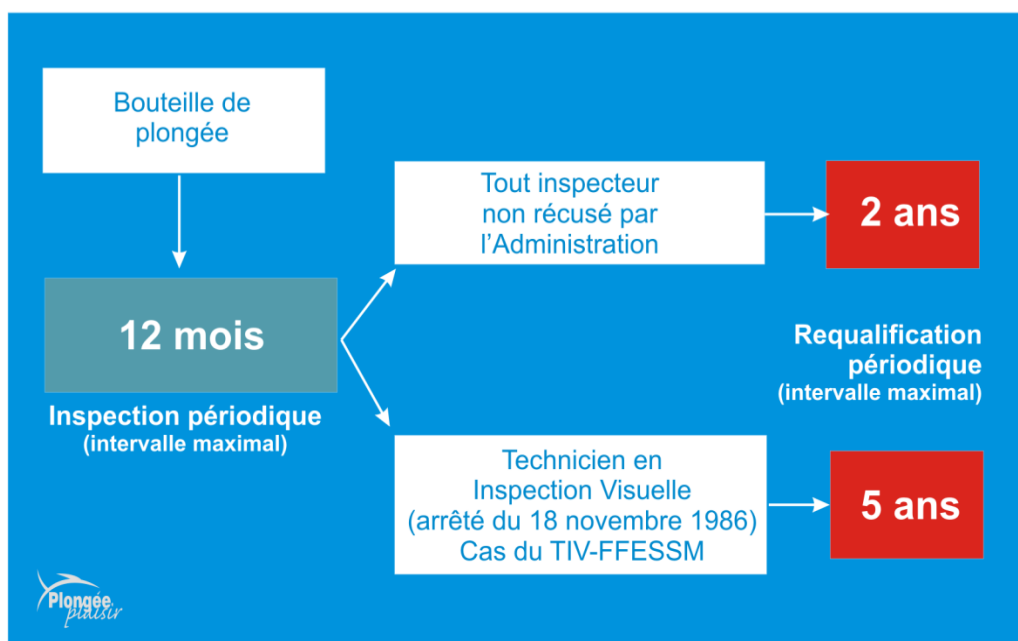 Bouteille de
plongée
12 mois
Inspection périodique
(intervalle maximal)
Tout inspecteur
non récusé par
l'Administration
2 ans
Requalification
périodique
(intervalle maximal)
Technicien en
Inspection Visuelle
(arrêté du 18 novembre 1986)
Cas du TIV-FFESSM
5 ans
Plongée
plaisir